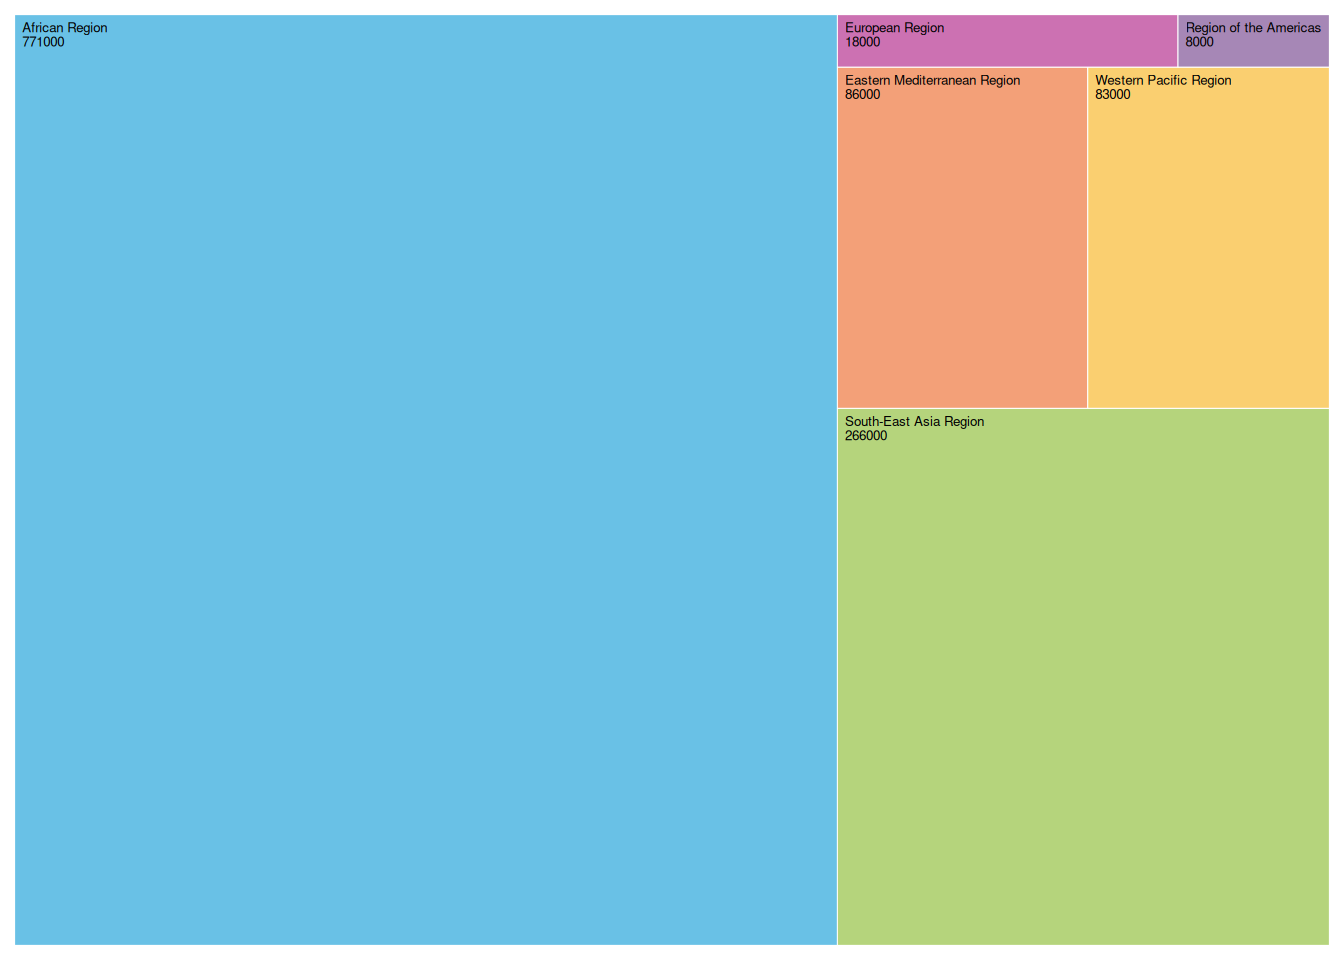 African Region
771000
European Region
18000
Region of the Americas
8000
Eastern Mediterranean Region
86000
Western Pacific Region
83000
South-East Asia Region
266000